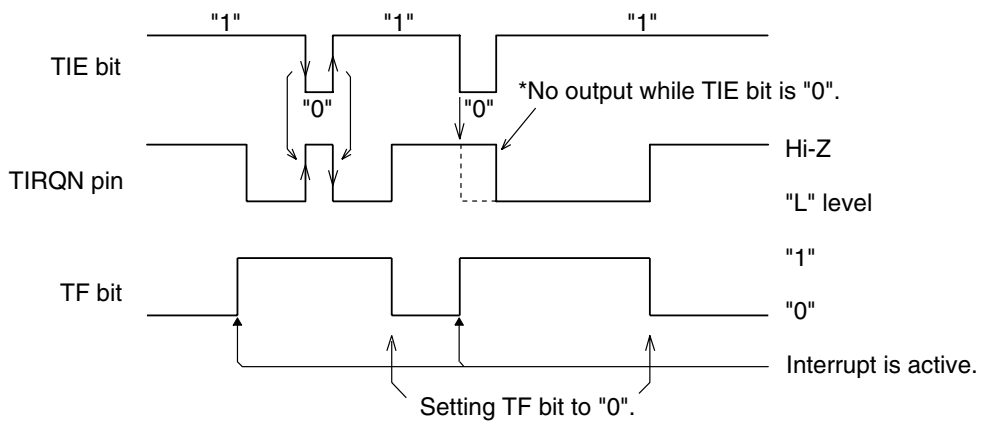 "1" "1" "1"
TIE bit
"0" "0" *No output while TIE bit is "0".
Hi-Z
TIRQN pin
"L" level
"1"
TF bit
"0"
Interrupt is active.
Setting TF bit to "0".